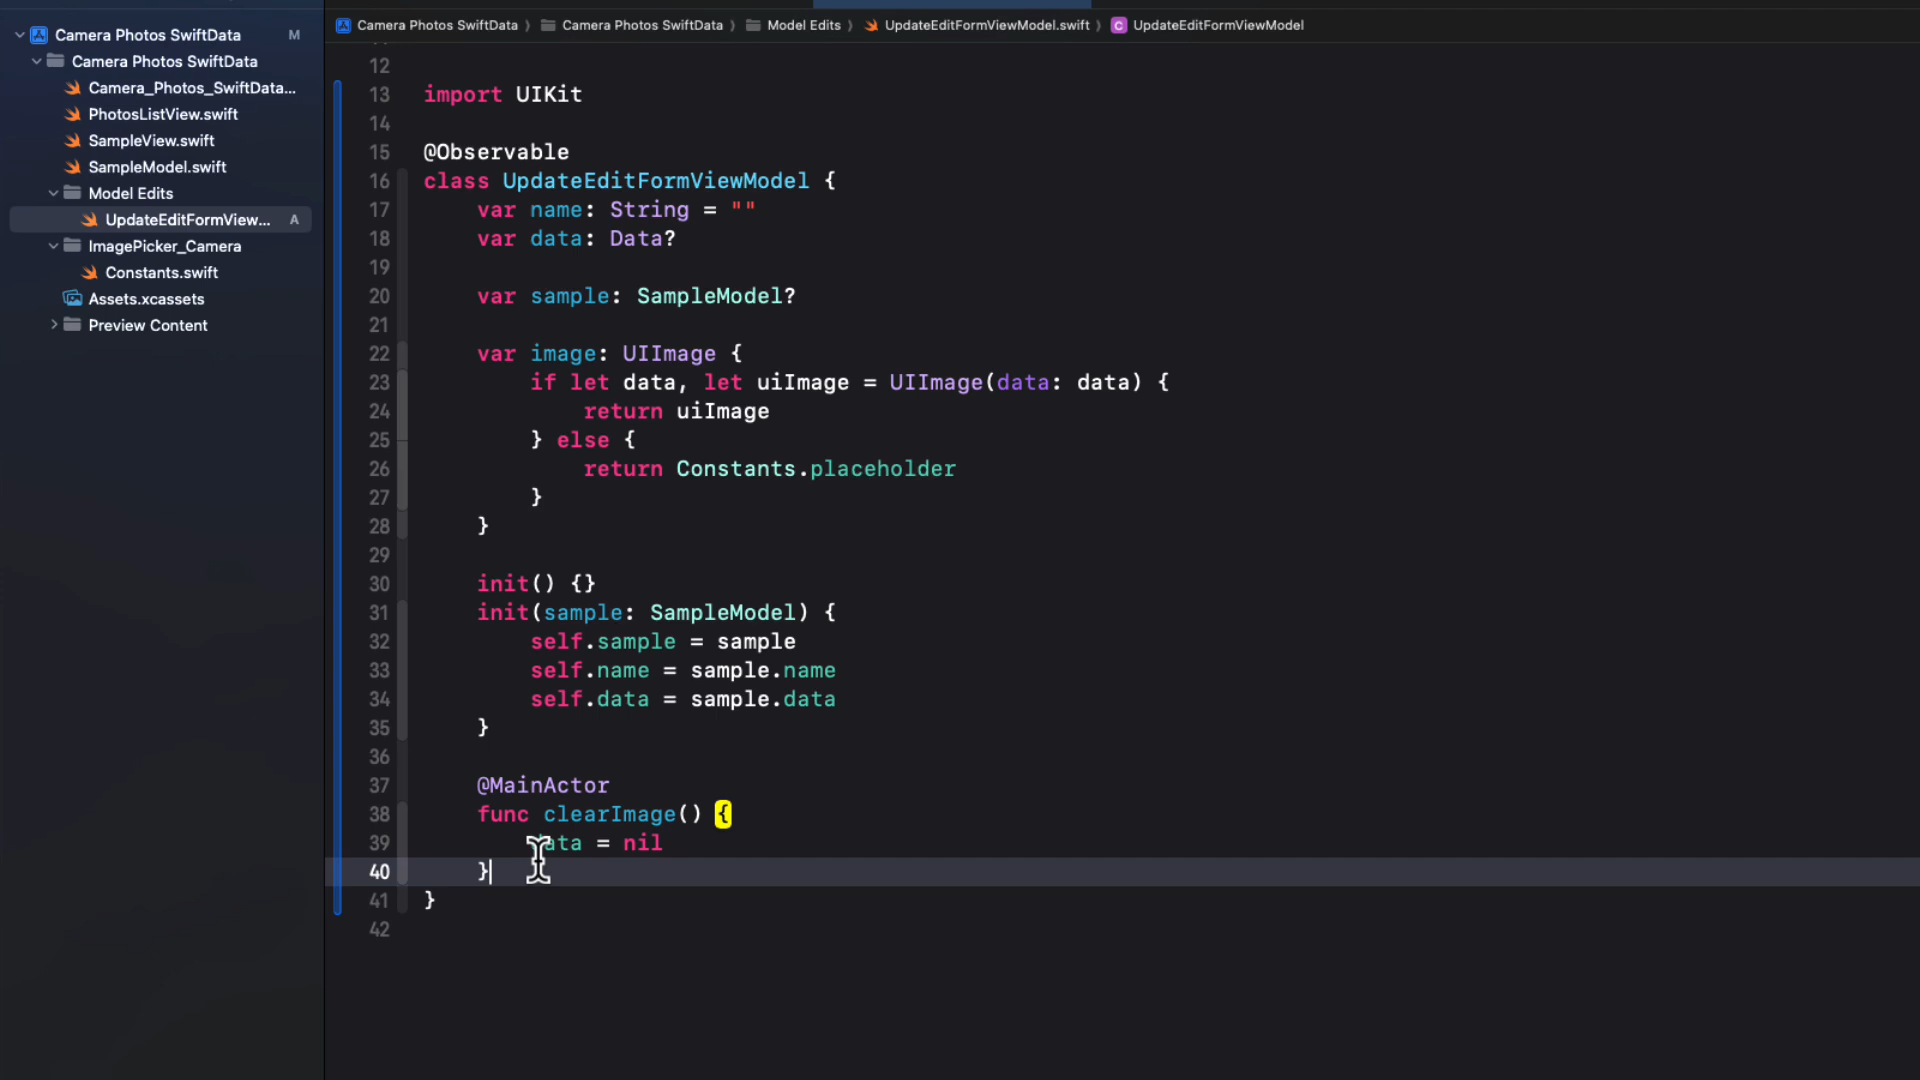 Camera Photos SwiftData M
Camera Photos SwiftData
Camera_Photos_SwiftData...
PhotosListView.swift
SampleView.swift
SampleModel.swift
Model Edits
UpdateEditFormView... A
ImagePicker_Camera
Constants.swift
Assets.xcassets
Preview Content
Camera Photos SwiftData 〉 Camera Photos SwiftData 〉 Model Edits 〉 UpdateEditFormViewModel.swift 〉 C UpdateEditFormViewModel
12
13 import UIKit
14
15 @Observable
16 class UpdateEditFormViewModel {
17     var name: String = ""
18     var data: Data?
19
20     var sample: SampleModel?
21
22     var image: UIImage {
23         if let data, let uiImage = UIImage(data: data) {
24             return uiImage
25         } else {
26             return Constants.placeholder
27         }
28     }
29
30     init() {}
31     init(sample: SampleModel) {
32         self.sample = sample
33         self.name = sample.name
34         self.data = sample.data
35     }
36
37     @MainActor
38     func clearImage() {
39         data = nil
40     }
41 }
42